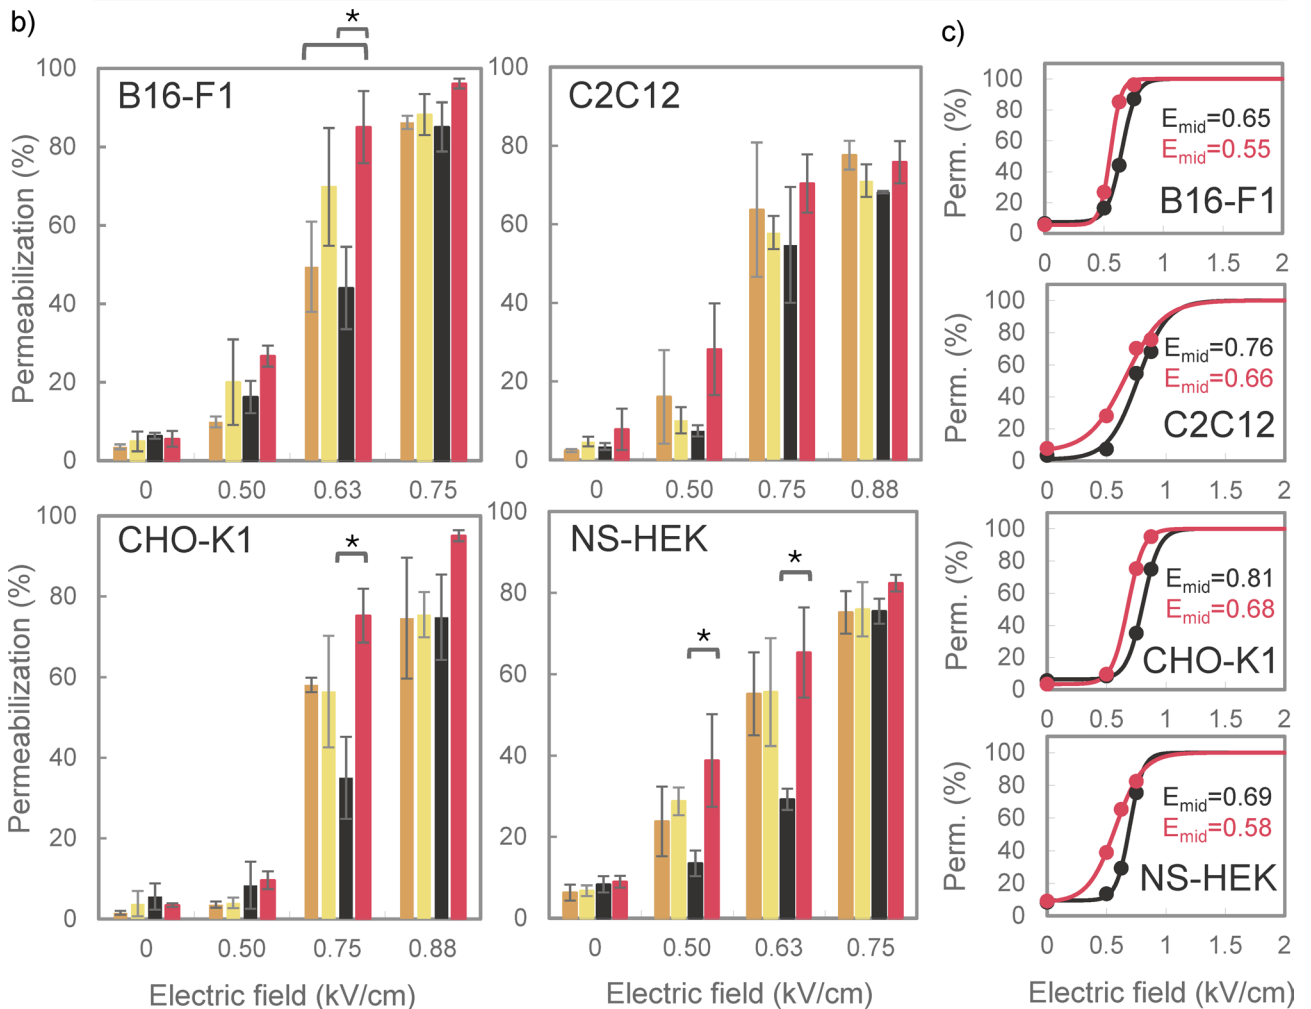 b)
*
B16-F1
Permeabilization (%)
100
80
60
40
20
0
0 0.50 0.63 0.75
C2C12
100
80
60
40
20
0
0 0.50 0.75 0.88
*
CHO-K1
Permeabilization (%)
100
80
60
40
20
0
0 0.50 0.75 0.88
Electric field (kV/cm)
*
*
NS-HEK
100
80
60
40
20
0
0 0.50 0.63 0.75
Electric field (kV/cm)
c)
Perm. (%)
100
80
60
40
20
0
Emid=0.65
Emid=0.55
B16-F1
0 0.5 1 1.5 2
Perm. (%)
100
80
60
40
20
0
Emid=0.76
Emid=0.66
C2C12
0 0.5 1 1.5 2
Perm. (%)
100
80
60
40
20
0
Emid=0.81
Emid=0.68
CHO-K1
0 0.5 1 1.5 2
Perm. (%)
100
80
60
40
20
0
Emid=0.69
Emid=0.58
NS-HEK
0 0.5 1 1.5 2
Electric field (kV/cm)